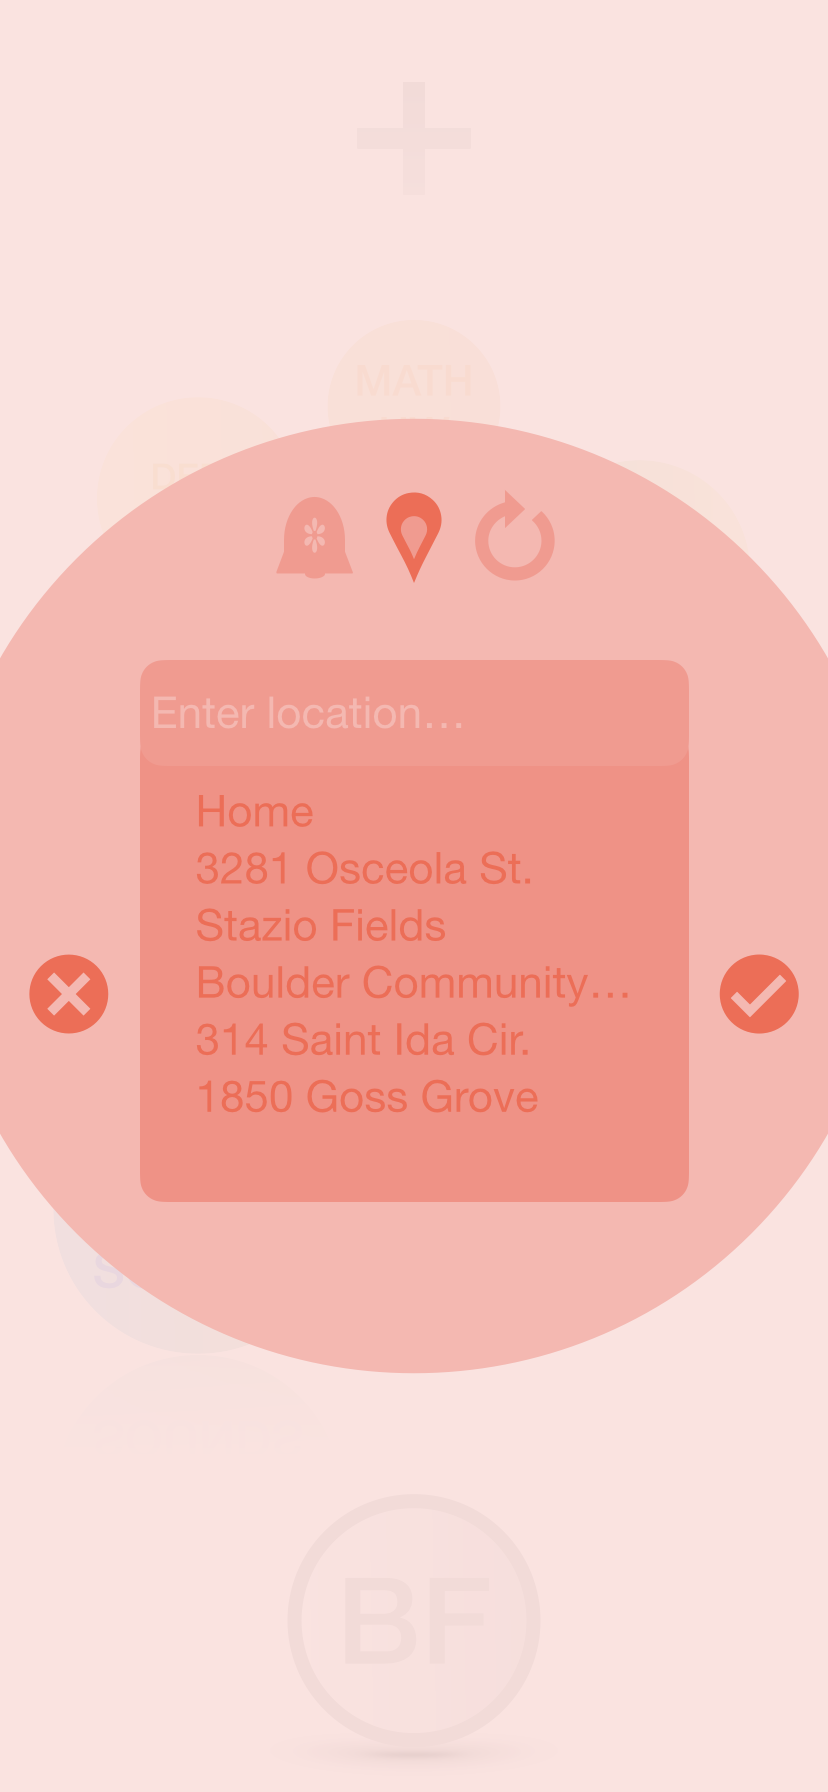 MATH
Enter location...
Home
3281 Osceola St.
Stazio Fields
Boulder Community...
314 Saint Ida Cir.
1850 Goss Grove
BF